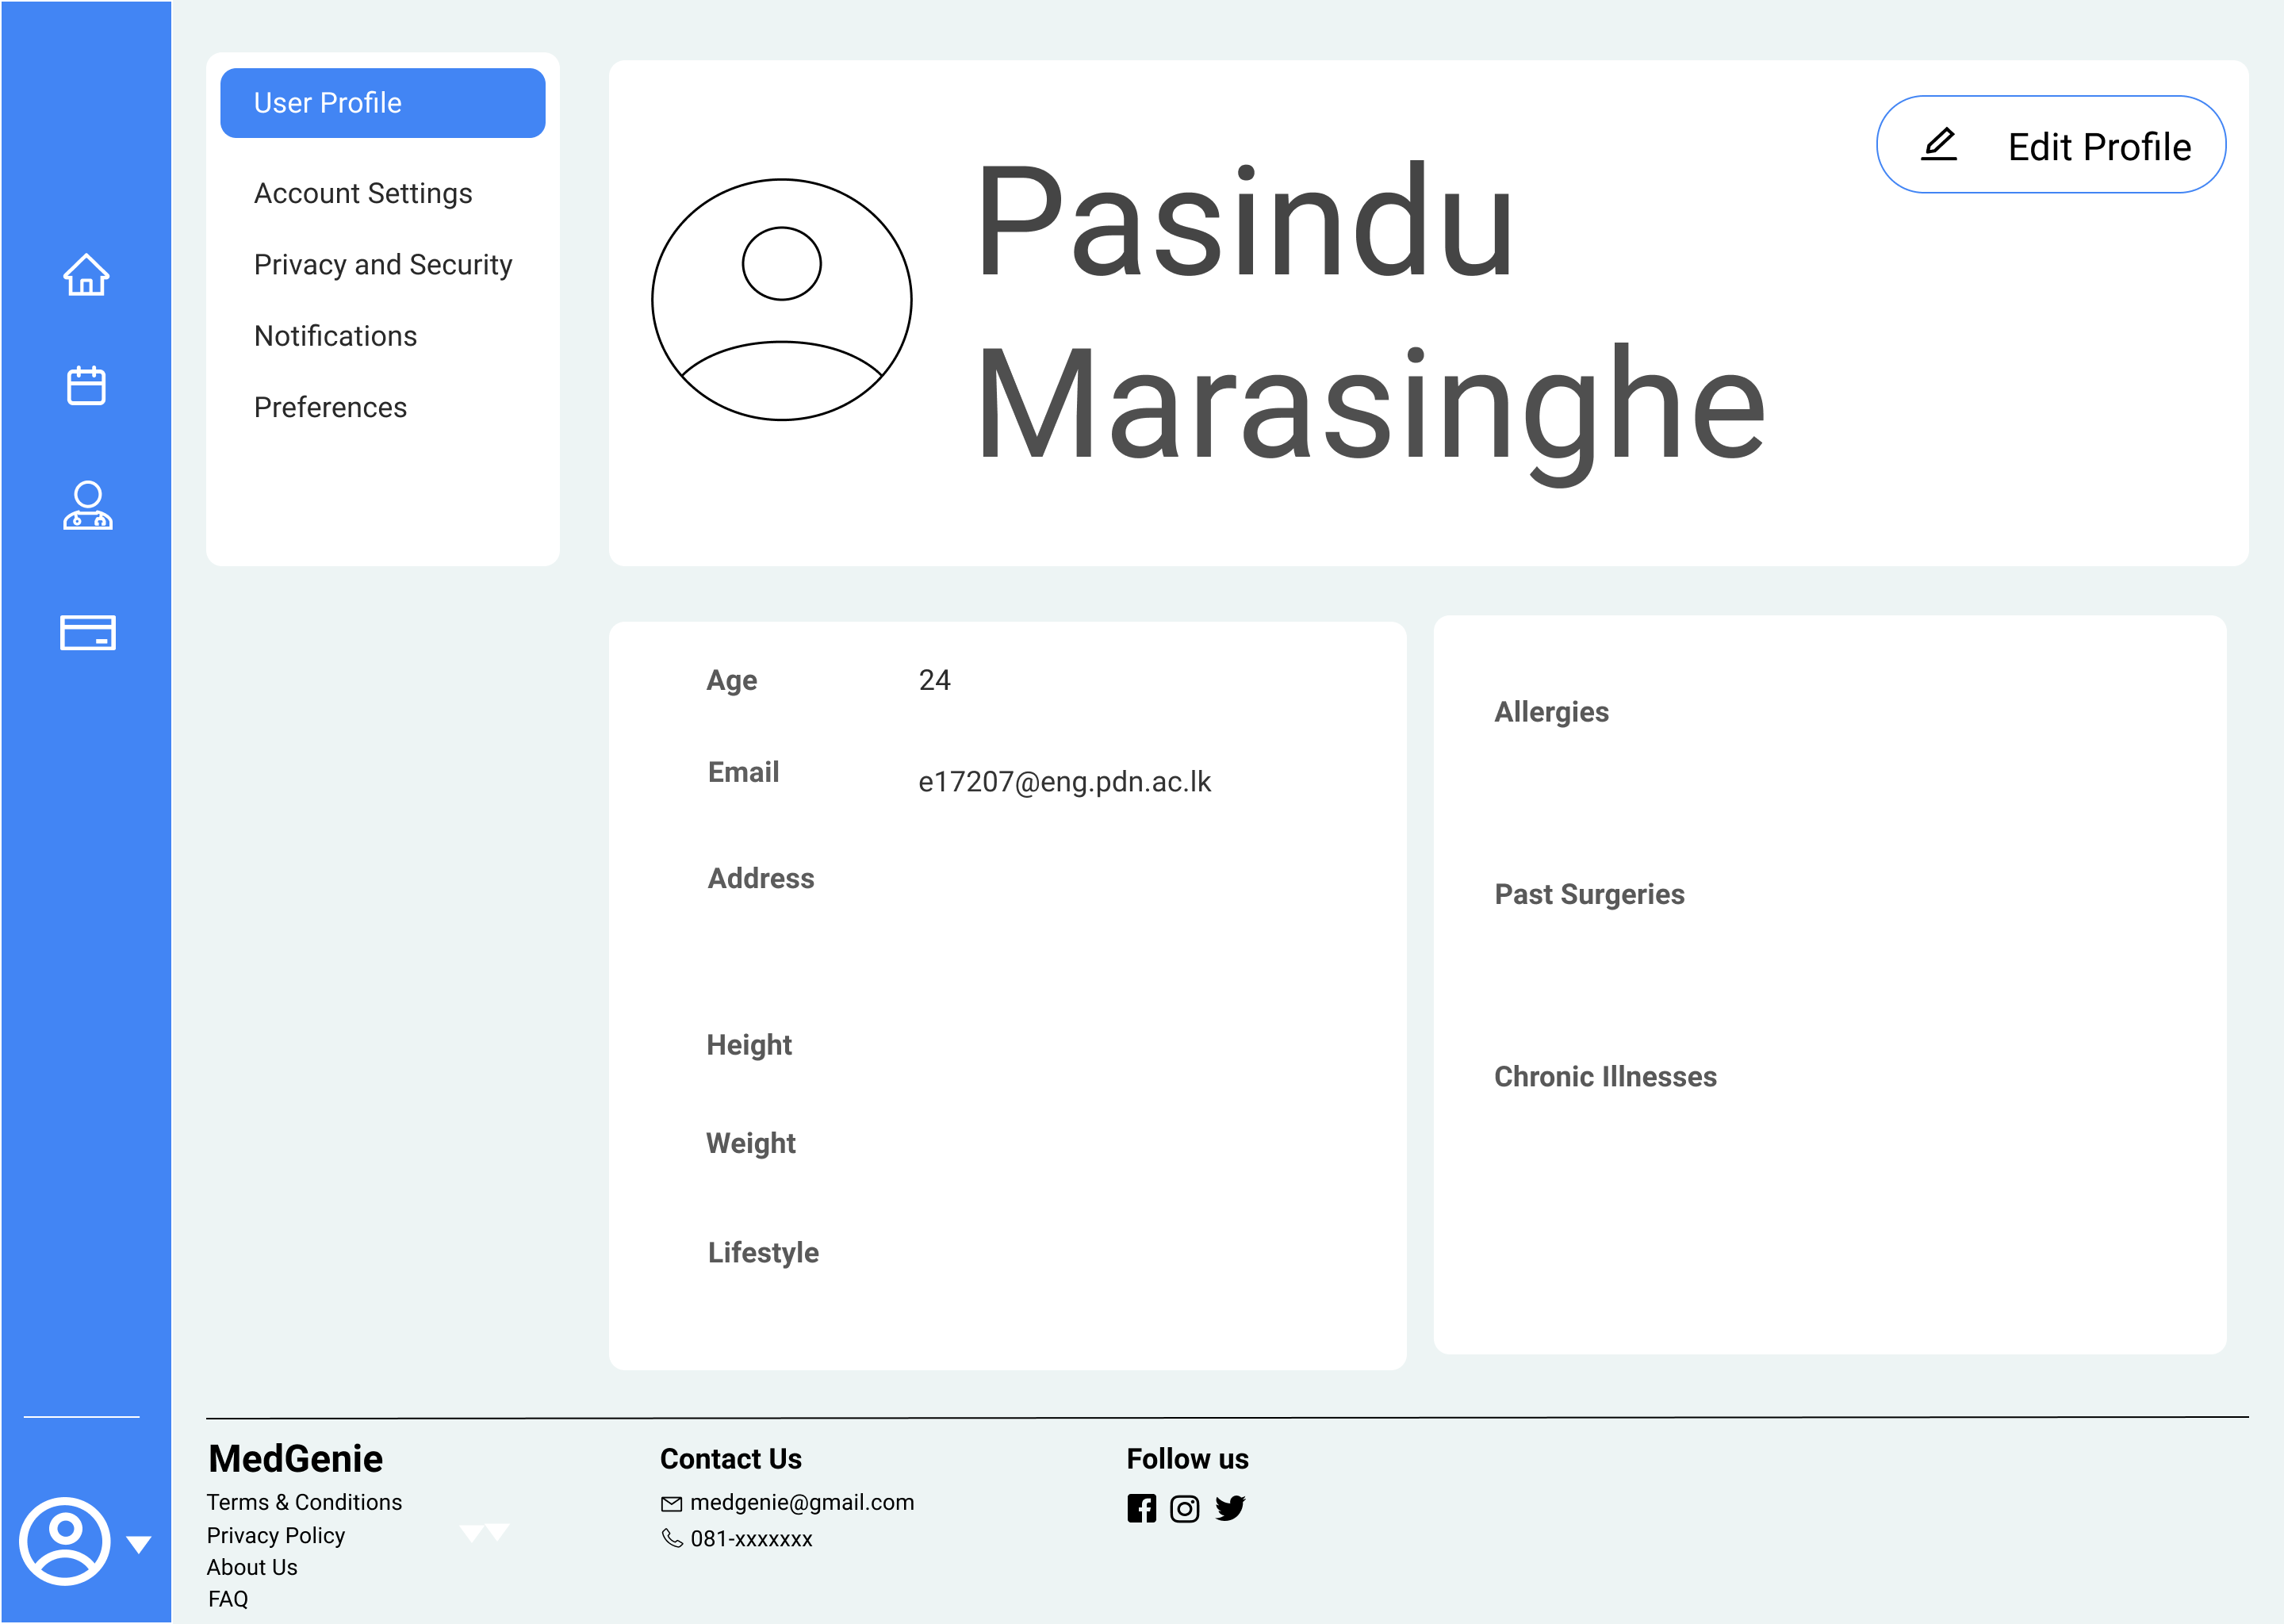 User Profile
Account Settings
Privacy and Security
Notifications
Preferences
Pasindu
Marasinghe
Edit Profile
Age 24
Email e17207@eng.pdn.ac.lk
Address
Height
Weight
Lifestyle
Allergies
Past Surgeries
Chronic Illnesses
MedGenie
Terms & Conditions
Privacy Policy
About Us
FAQ
Contact Us
medgenie@gmail.com
081-xxxxxxx
Follow us